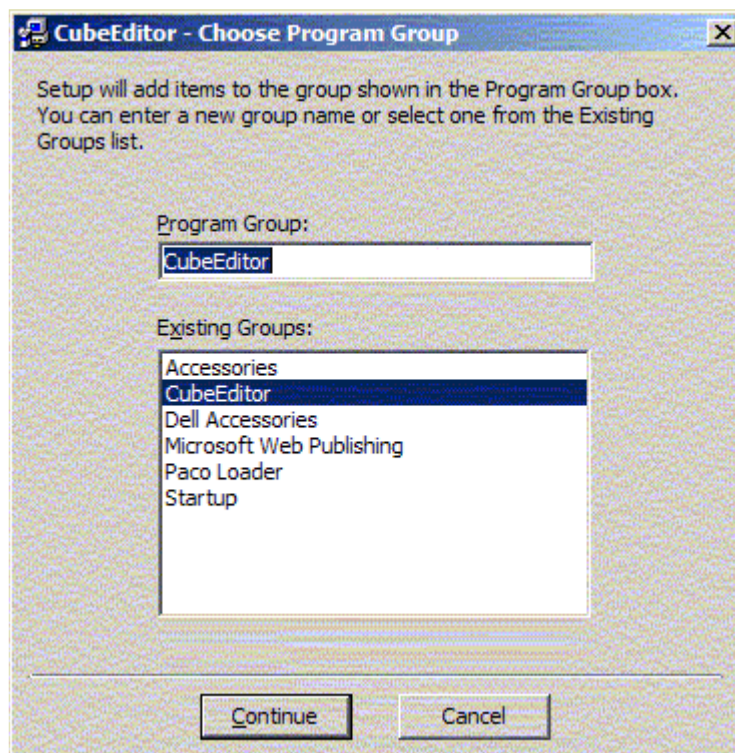 CubeEditor - Choose Program Group
Setup will add items to the group shown in the Program Group box.
You can enter a new group name or select one from the Existing
Groups list.
Program Group:
CubeEditor
Existing Groups:
Accessories
CubeEditor
Dell Accessories
Microsoft Web Publishing
Paco Loader
Startup
Continue
Cancel